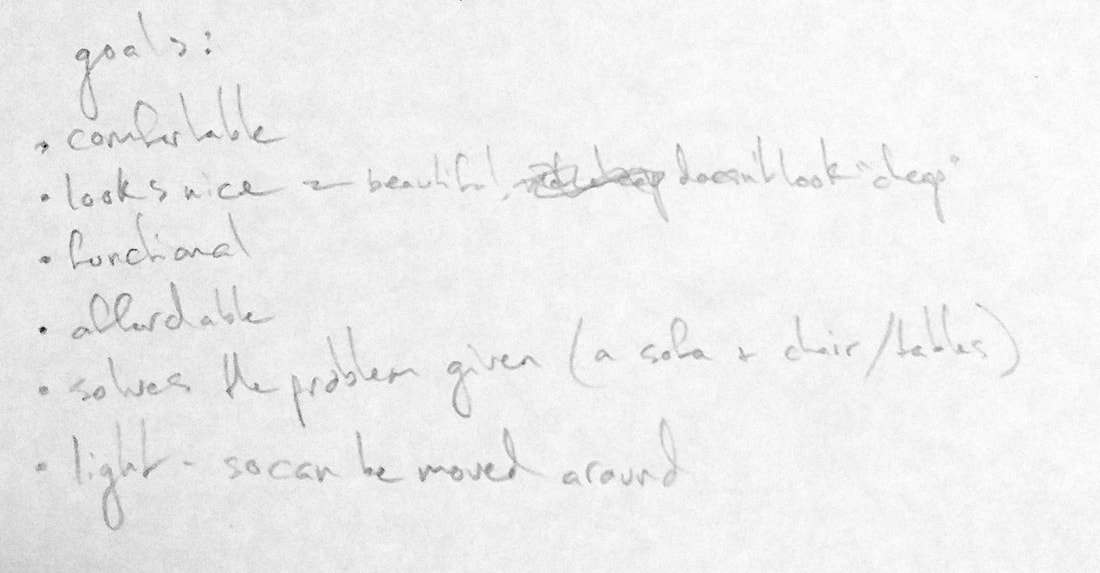 goals:
• comfortable
• looks nice - beautiful, doesn't look "cheap"
• functional
• affordable
• solves the problem given (a sofa + chair/tables)
• light - so can be moved around